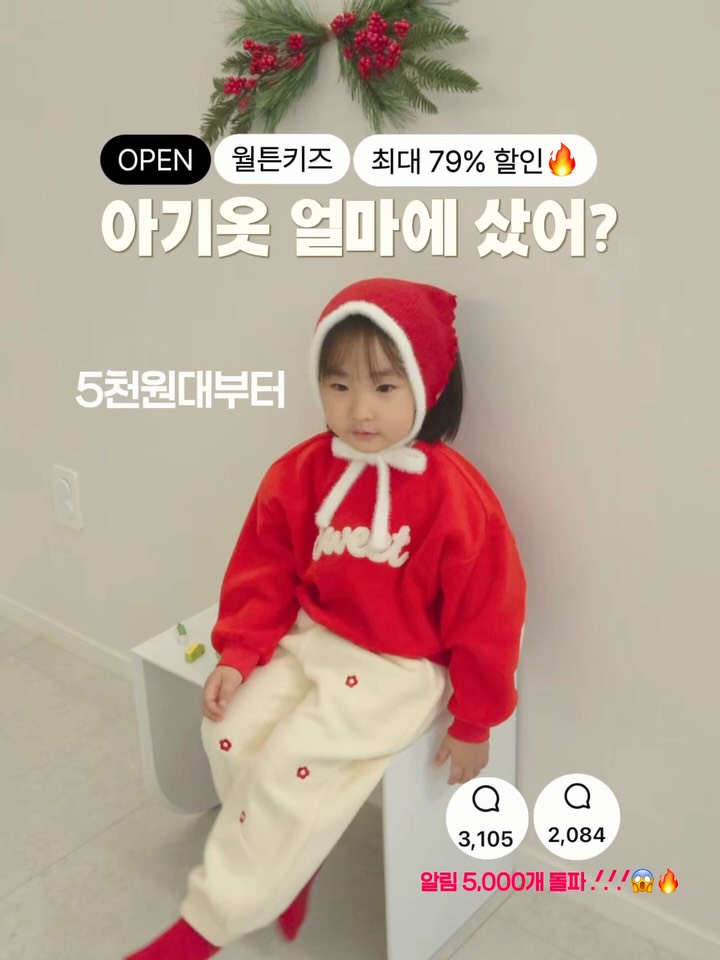 OPEN 월튼키즈 최대 79% 할인🔥
아기옷 얼마에 샀어?
5천원대부터
sweet
3,105 2,084
알림 5,000개 돌파 .ᐟ.ᐟ.ᐟ😱🔥